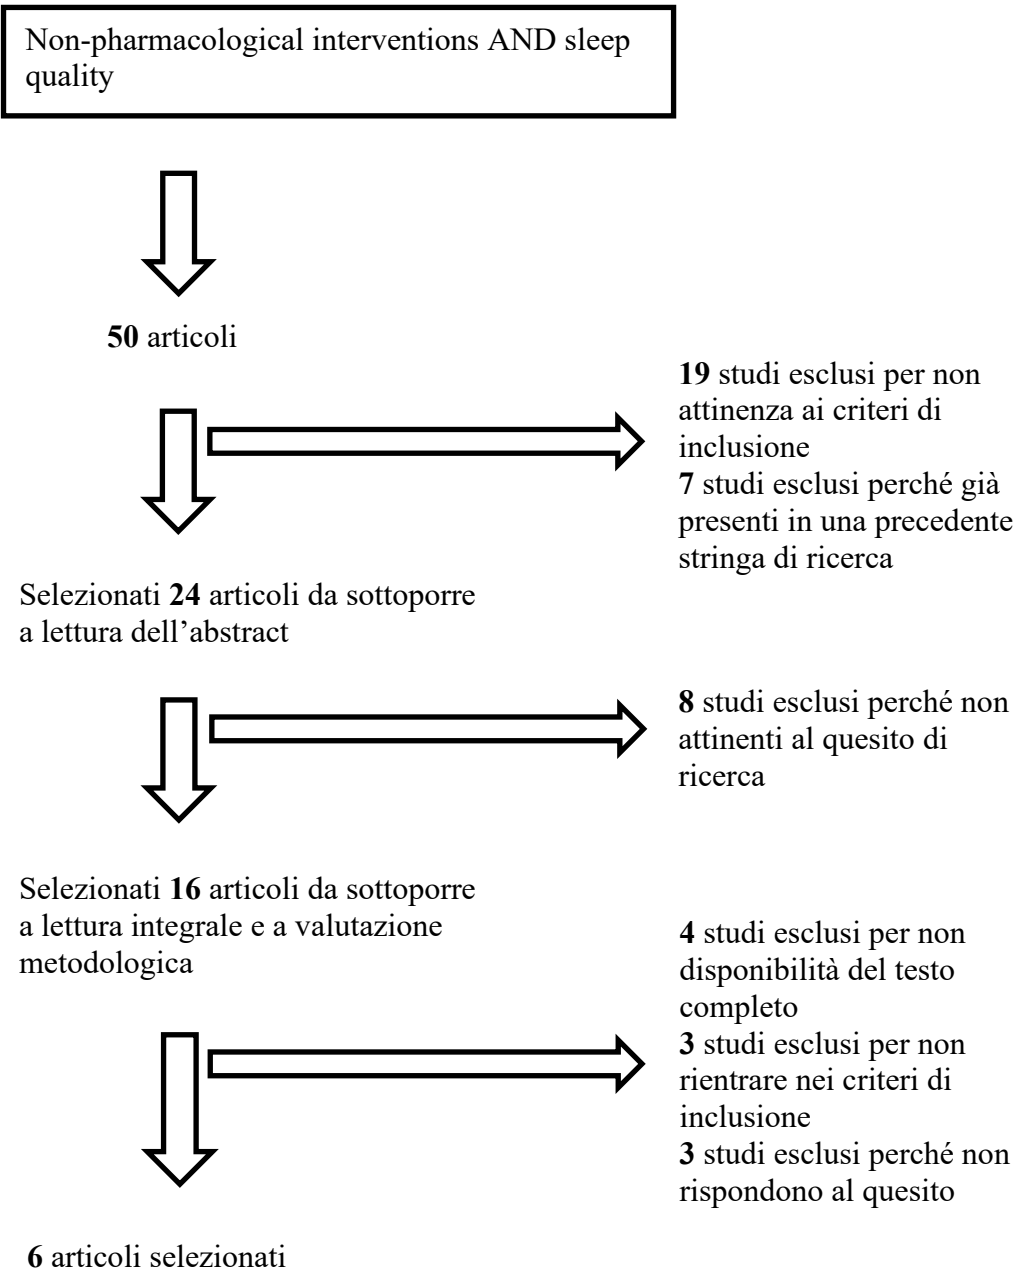 Non-pharmacological interventions AND sleep
quality
50 articoli
19 studi esclusi per non
attinenza ai criteri di
inclusione
7 studi esclusi perché già
presenti in una precedente
stringa di ricerca
Selezionati 24 articoli da sottoporre
a lettura dell’abstract
8 studi esclusi perché non
attinenti al quesito di
ricerca
Selezionati 16 articoli da sottoporre
a lettura integrale e a valutazione
metodologica
4 studi esclusi per non
disponibilità del testo
completo
3 studi esclusi per non
rientrare nei criteri di
inclusione
3 studi esclusi perché non
rispondono al quesito
6 articoli selezionati